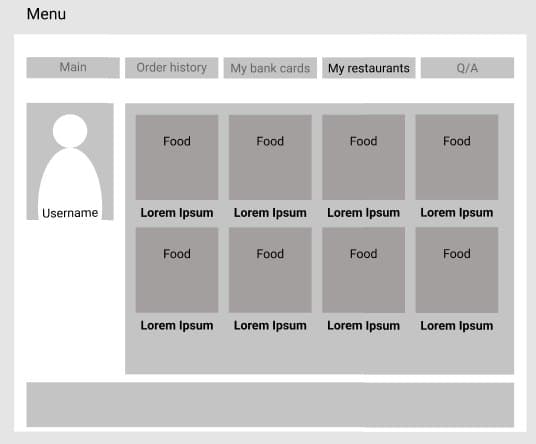 Menu
Main Order history My bank cards My restaurants Q/A
Username
Food Food Food Food
Lorem Ipsum Lorem Ipsum Lorem Ipsum Lorem Ipsum
Food Food Food Food
Lorem Ipsum Lorem Ipsum Lorem Ipsum Lorem Ipsum